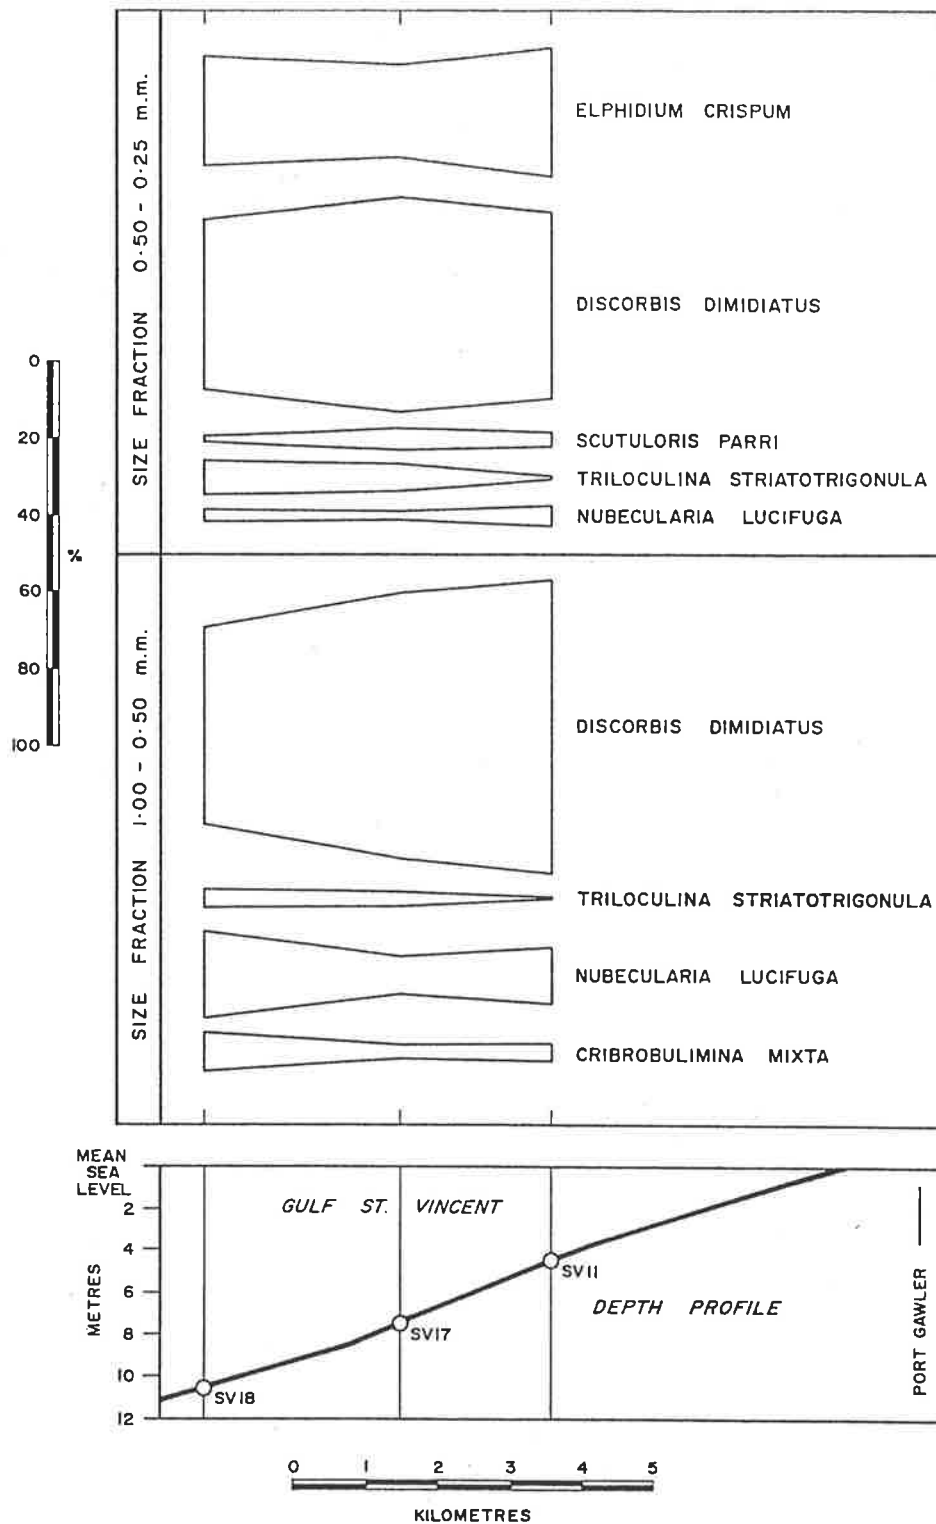 SIZE FRACTION 0·50 - 0·25 m.m.
ELPHIDIUM CRISPUM
DISCORBIS DIMIDIATUS
SCUTULORIS PARRI
TRILOCULINA STRIATOTRIGONULA
NUBECULARIA LUCIFUGA
0
20
40
%
60
80
100
SIZE FRACTION 1·00 - 0·50 m.m.
DISCORBIS DIMIDIATUS
TRILOCULINA STRIATOTRIGONULA
NUBECULARIA LUCIFUGA
CRIBROBULIMINA MIXTA
MEAN
SEA
LEVEL
2
4
6
8
10
12
METRES
GULF ST. VINCENT
SV11
SV17
SV18
DEPTH PROFILE
PORT GAWLER
0 1 2 3 4 5
KILOMETRES